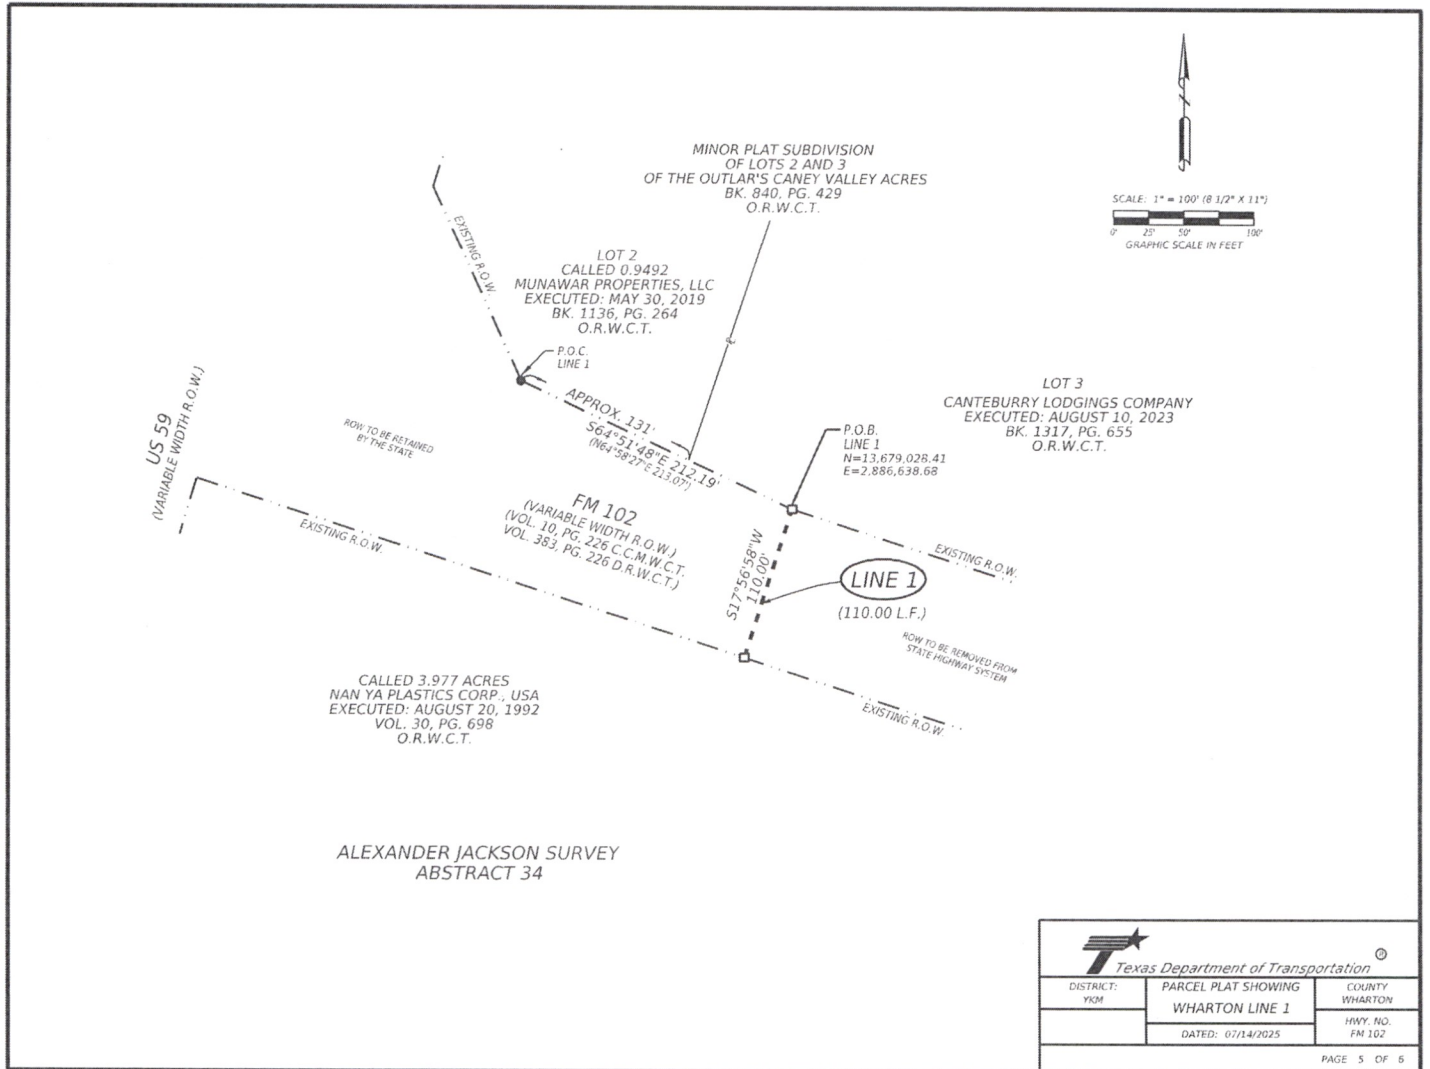 MINOR PLAT SUBDIVISION
OF LOTS 2 AND 3
OF THE OUTLAR'S CANEY VALLEY ACRES
BK. 840, PG. 429
O.R.W.C.T.
SCALE: 1" = 100' (8 1/2" X 11")
0' 25' 50' 100'
GRAPHIC SCALE IN FEET
EXISTING R.O.W.
LOT 2
CALLED 0.9492
MUNAWAR PROPERTIES, LLC
EXECUTED: MAY 30, 2019
BK. 1136, PG. 264
O.R.W.C.T.
P.O.C.
LINE 1
APPROX. 131'
S64°51'48"E 212.19'
(N64°58'27"E 213.07')
LOT 3
CANTEBURRY LODGINGS COMPANY
EXECUTED: AUGUST 10, 2023
BK. 1317, PG. 655
O.R.W.C.T.
P.O.B.
LINE 1
N=13,679,028.41
E=2,886,638.68
US 59
(VARIABLE WIDTH R.O.W.)
ROW TO BE RETAINED
BY THE STATE
FM 102
(VARIABLE WIDTH R.O.W.)
(VOL. 10, PG. 226 C.C.M.W.C.T.
VOL. 383, PG. 226 D.R.W.C.T.)
EXISTING R.O.W.
EXISTING R.O.W.
S17°56'58"W
110.00'
LINE 1
(110.00 L.F.)
ROW TO BE REMOVED FROM
STATE HIGHWAY SYSTEM
EXISTING R.O.W.
CALLED 3.977 ACRES
NAN YA PLASTICS CORP., USA
EXECUTED: AUGUST 20, 1992
VOL. 30, PG. 698
O.R.W.C.T.
ALEXANDER JACKSON SURVEY
ABSTRACT 34
Texas Department of Transportation
DISTRICT:
YKM
PARCEL PLAT SHOWING
WHARTON LINE 1
DATED: 07/14/2025
COUNTY
WHARTON
HWY. NO.
FM 102
PAGE 5 OF 6